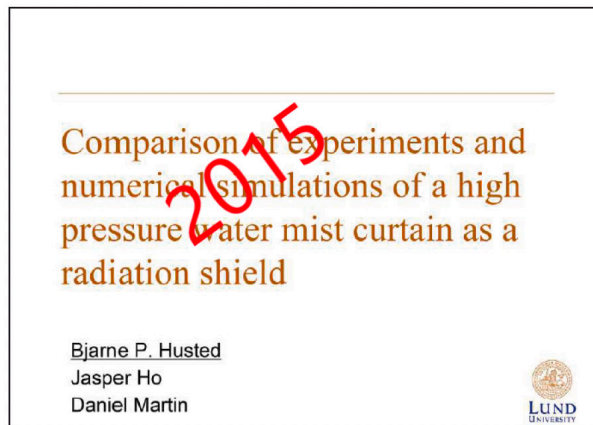 Comparison of experiments and
numerical simulations of a high
pressure water mist curtain as a
radiation shield
2015
Bjarne P. Husted
Jasper Ho
Daniel Martin
LUND
UNIVERSITY